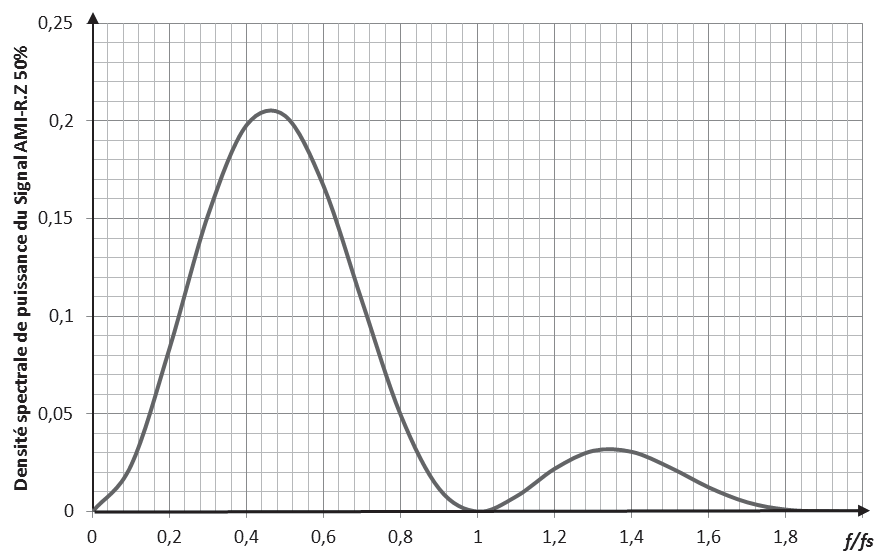 Densité spectrale de puissance du Signal AMI-R.Z 50%
0,25
0,2
0,15
0,1
0,05
0
0 0,2 0,4 0,6 0,8 1 1,2 1,4 1,6 1,8
f/fs